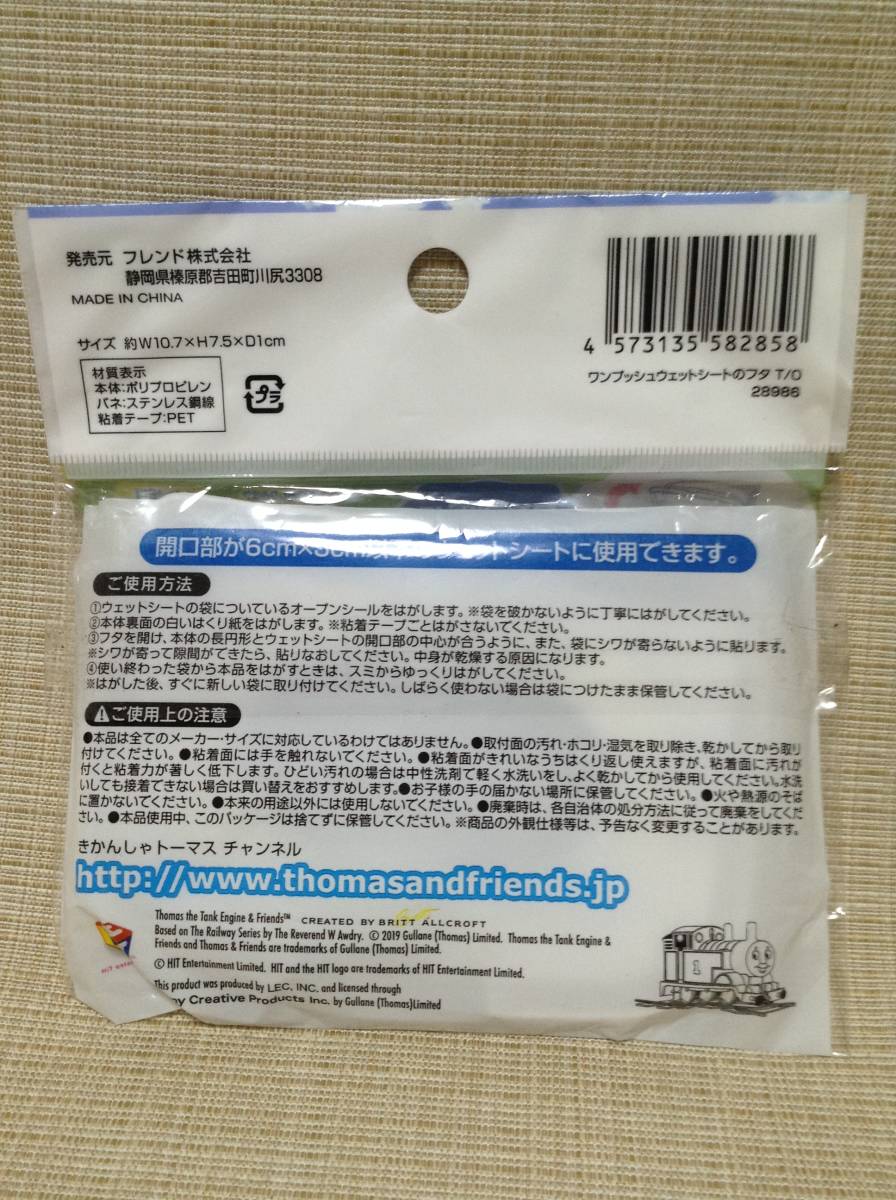 発売元 フレンド株式会社
静岡県榛原郡吉田町川尻3308
MADE IN CHINA
サイズ 約W10.7×H7.5×D1cm
材質表示
本体:ポリプロピレン
バネ:ステンレス鋼線
粘着テープ:PET
プラ
4 573135 582858
ワンプッシュウェットシートのフタ T/O
28986
開口部が6cm×3cm ットシートに使用できます。
ご使用方法
①ウェットシートの袋についているオープンシールをはがします。※袋を破かないように丁寧にはがしてください。
②本体裏面の白いはくり紙をはがします。※粘着テープごとはがさないでください。
③フタを開け、本体の長円形とウェットシートの開口部の中心が合うように、また、袋にシワが寄らないように貼ります。
※シワが寄って隙間ができたら、貼りなおしてください。中身が乾燥する原因になります。
④使い終わった袋から本品をはがすときは、スミからゆっくりはがしてください。
※はがした後、すぐに新しい袋に取り付けてください。しばらく使わない場合は袋につけたまま保管してください。
ご使用上の注意
●本品は全てのメーカー・サイズに対応しているわけではありません。●取付面の汚れ・ホコリ・湿気を取り除き、乾かしてから取り
付けてください。●粘着面には手を触れないでください。●粘着面がきれいなうちはくり返し使えますが、粘着面に汚れが
付くと粘着力が著しく低下します。ひどい汚れの場合は中性洗剤で軽く水洗いをし、よく乾かしてから使用してください。水洗
いしても接着できない場合は買い替えをおすすめします。●お子様の手の届かない場所に保管してください。●火や熱源のそば
に置かないでください。●本来の用途以外には使用しないでください。●廃棄時は、各自治体の処分方法に従って廃棄をしてくだ
さい。●本品使用中、このパッケージは捨てずに保管してください。※商品の外観仕様等は、予告なく変更することがあります。
きかんしゃトーマス チャンネル
http://www.thomasandfriends.jp
Thomas the Tank Engine & Friends™ CREATED BY BRITT ALLCROFT
Based on The Railway Series by The Reverend W Awdry. © 2019 Gullane (Thomas) Limited. Thomas the Tank Engine &
Friends and Thomas & Friends are trademarks of Gullane (Thomas) Limited.
© HIT Entertainment Limited. HIT and the HIT logo are trademarks of HIT Entertainment Limited.
This product was produced by LEC, INC. and licensed through
Creative Products Inc. by Gullane (Thomas)Limited
1